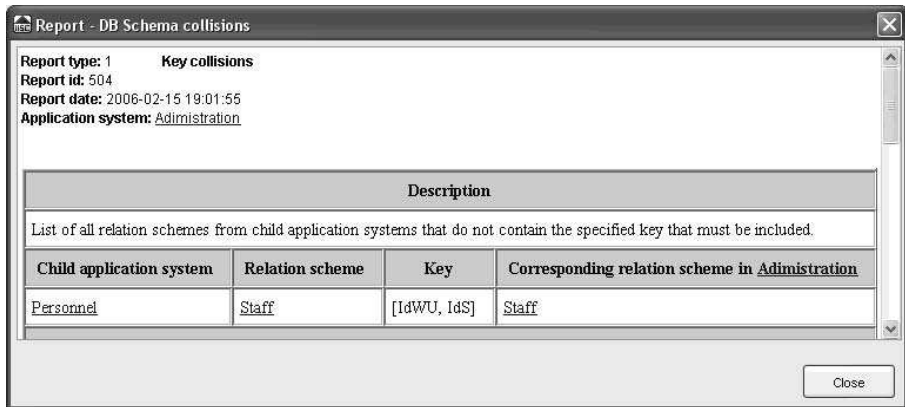 Report - DB Schema collisions
Report type: 1 Key collisions
Report id: 504
Report date: 2006-02-15 19:01:55
Application system: Adimistration
Description
List of all relation schemes from child application systems that do not contain the specified key that must be included.
Child application system Relation scheme Key Corresponding relation scheme in Adimistration
Personnel Staff [IdWU, IdS] Staff
Close